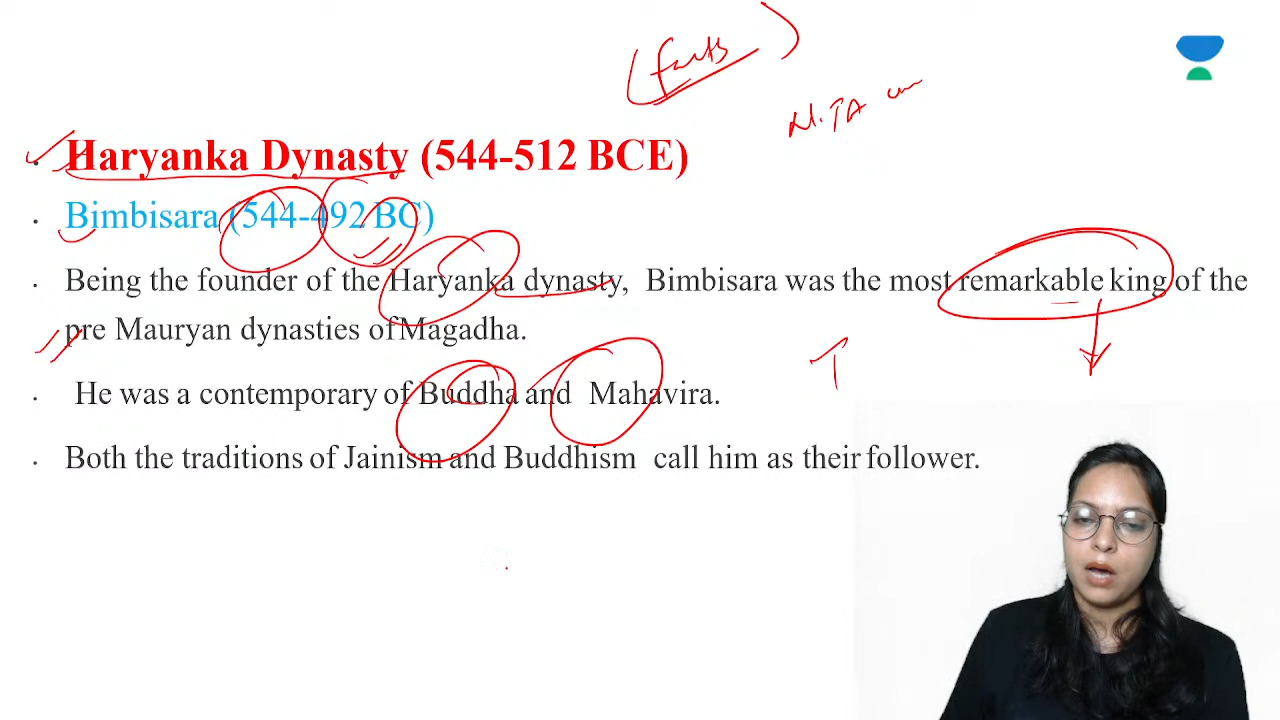 (facts)
N.TA
• Haryanka Dynasty (544-512 BCE)
• Bimbisara (544-492 BC)
• Being the founder of the Haryanka dynasty, Bimbisara was the most remarkable king of the
pre Mauryan dynasties of Magadha.
• He was a contemporary of Buddha and Mahavira.
• Both the traditions of Jainism and Buddhism call him as their follower.